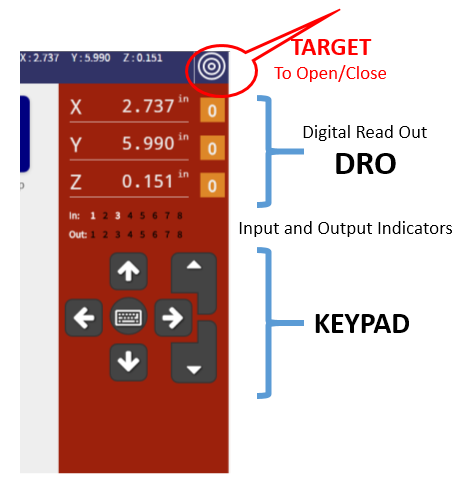 TARGET
To Open/Close
X:2.737 Y:5.990 Z:0.151
X 2.737 in 0
Y 5.990 in 0
Z 0.151 in 0
Digital Read Out
DRO
In: 1 2 3 4 5 6 7 8
Out: 1 2 3 4 5 6 7 8
Input and Output Indicators
KEYPAD